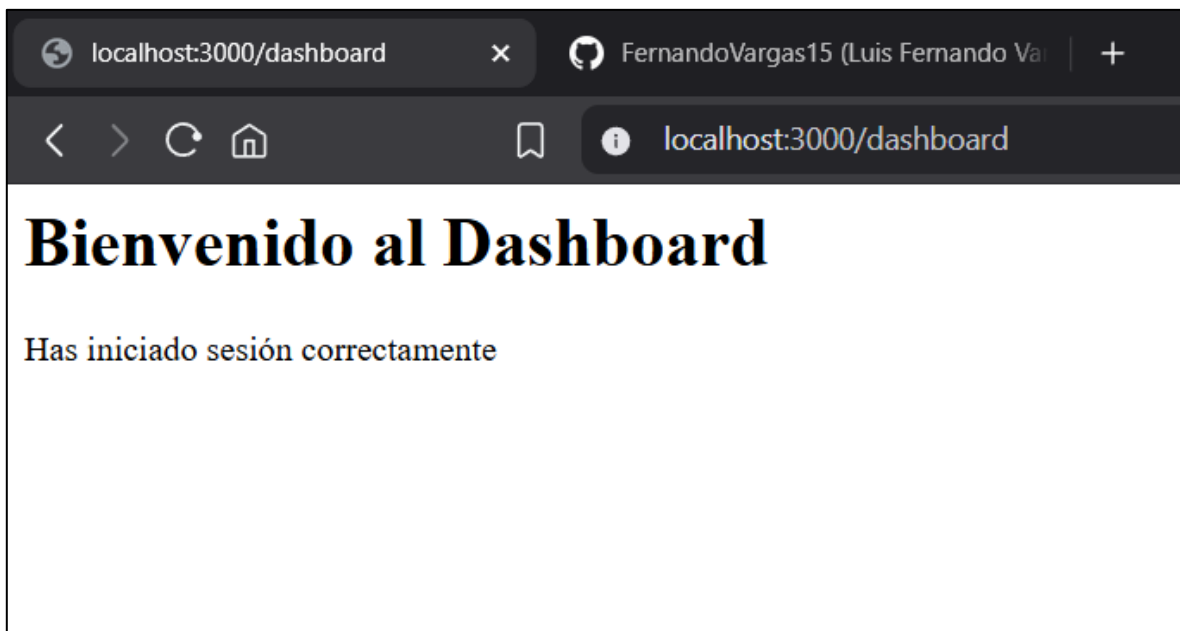 localhost:3000/dashboard
FernandoVargas15 (Luis Fernando Va
localhost:3000/dashboard
Bienvenido al Dashboard
Has iniciado sesión correctamente